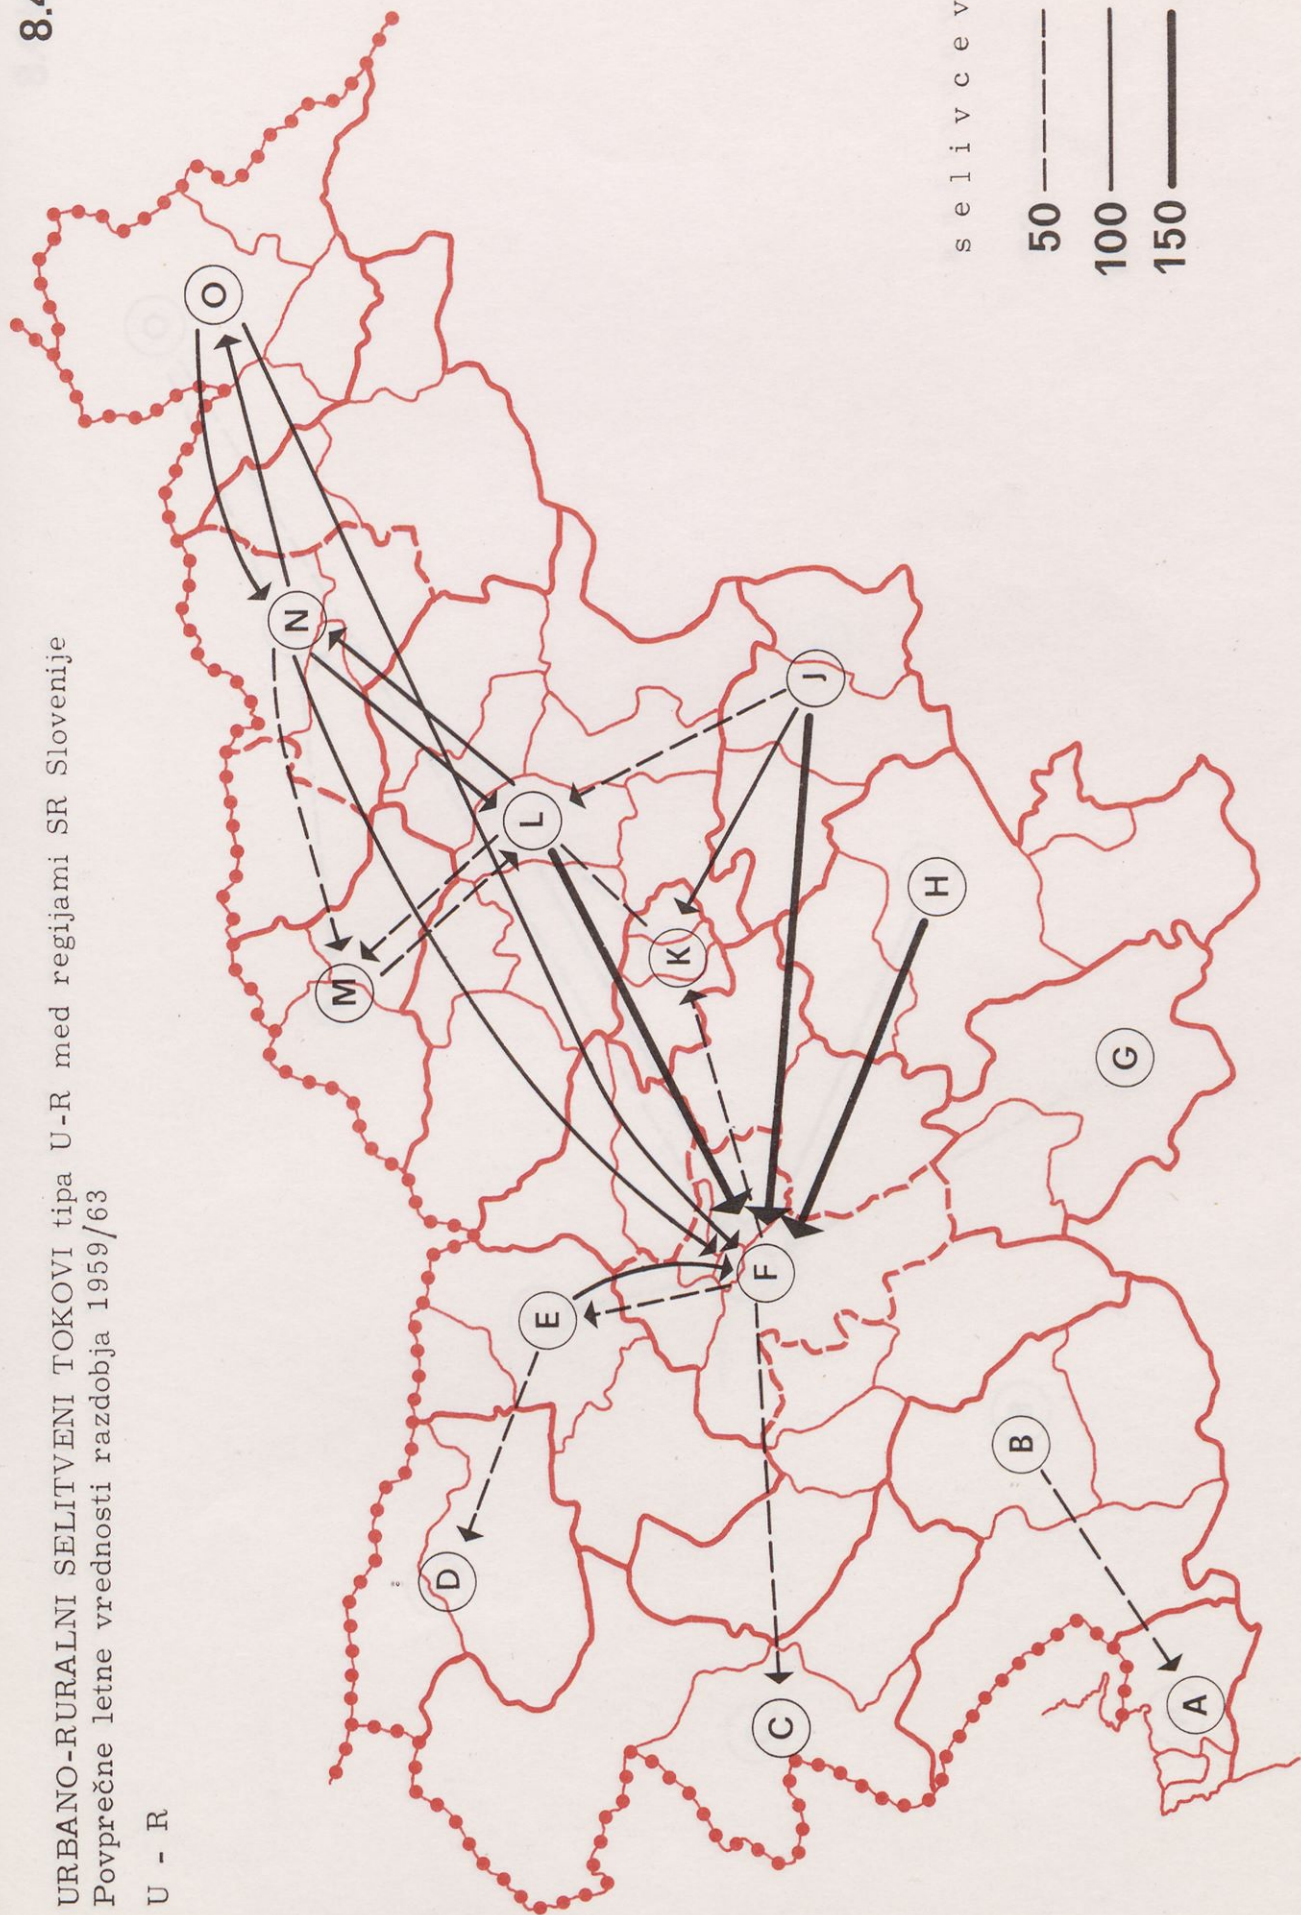 8.4
URBANO-RURALNI SELITVENI TOKOVI tipa U-R med regijami SR Slovenije
Povprečne letne vrednosti razdobja 1959/63
U - R
O
N
M
L
J
E
K
H
D
F
G
B
C
A
selivcev
50
100
150